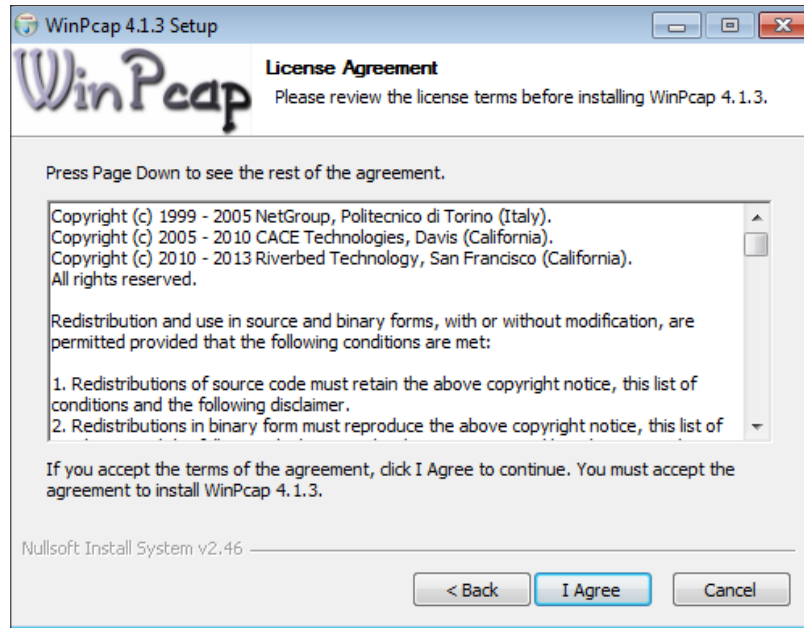 WinPcap 4.1.3 Setup
WinPcap
License Agreement
Please review the license terms before installing WinPcap 4.1.3.
Press Page Down to see the rest of the agreement.
Copyright (c) 1999 - 2005 NetGroup, Politecnico di Torino (Italy).
Copyright (c) 2005 - 2010 CACE Technologies, Davis (California).
Copyright (c) 2010 - 2013 Riverbed Technology, San Francisco (California).
All rights reserved.
Redistribution and use in source and binary forms, with or without modification, are
permitted provided that the following conditions are met:
1. Redistributions of source code must retain the above copyright notice, this list of
conditions and the following disclaimer.
2. Redistributions in binary form must reproduce the above copyright notice, this list of
If you accept the terms of the agreement, click I Agree to continue. You must accept the
agreement to install WinPcap 4.1.3.
Nullsoft Install System v2.46
< Back
I Agree
Cancel